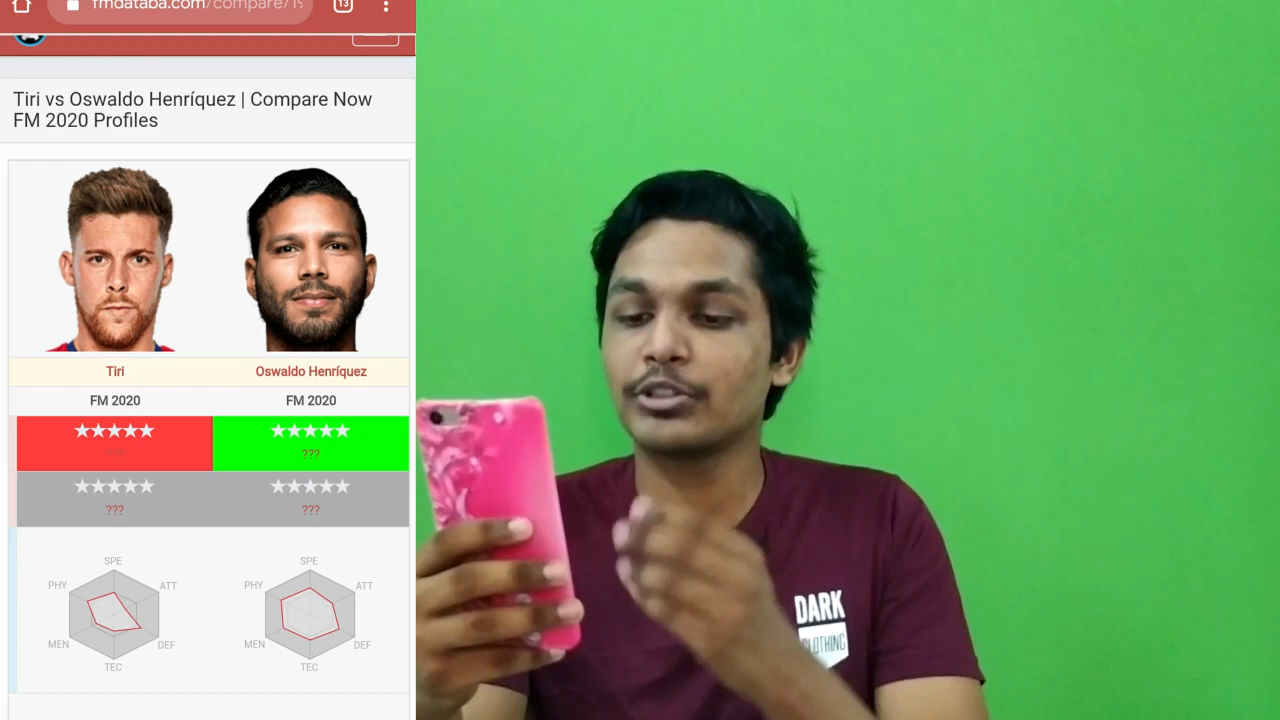 fmdataba.com/compare/19
13
Tiri vs Oswaldo Henríquez | Compare Now
FM 2020 Profiles
Tiri
Oswaldo Henríquez
FM 2020
FM 2020
???
???
???
???
SPE
SPE
PHY
ATT
PHY
ATT
MEN
DEF
MEN
DEF
TEC
TEC
DARK
CLOTHING